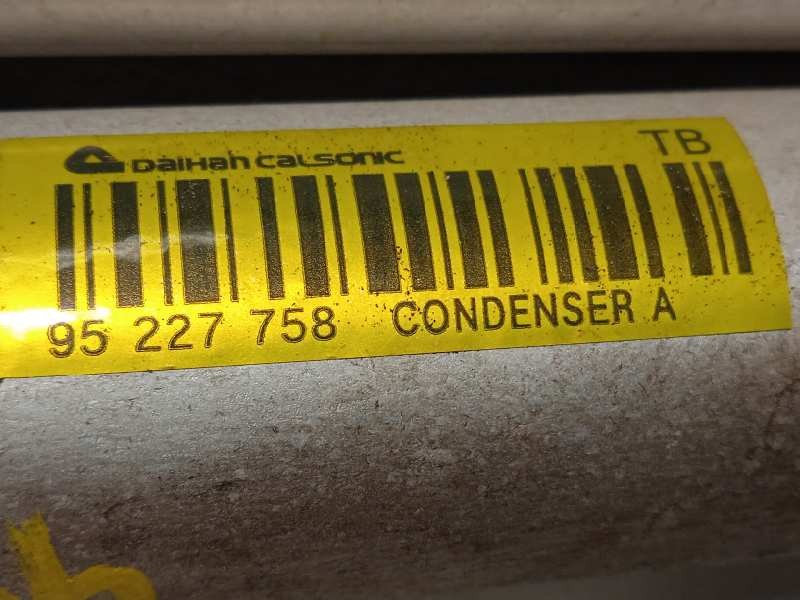 DaiHan CaLSONIC
TB
95 227 758 CONDENSER A